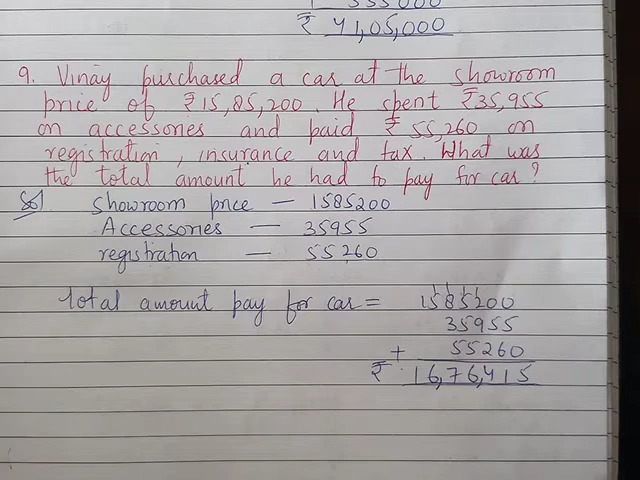 355000
₹ 41,05,000
9. Vinay purchased a car at the showroom
price of ₹15,85,200. He spent ₹35,955
on accessories and paid ₹ 55,260 on
registration, insurance and tax. What was
the total amount he had to pay for car?
Sol showroom price — 1585200
Accessories — 35955
registration — 55260
Total amount pay for car = 1585200
35955
+ 55260
₹ 16,76,415